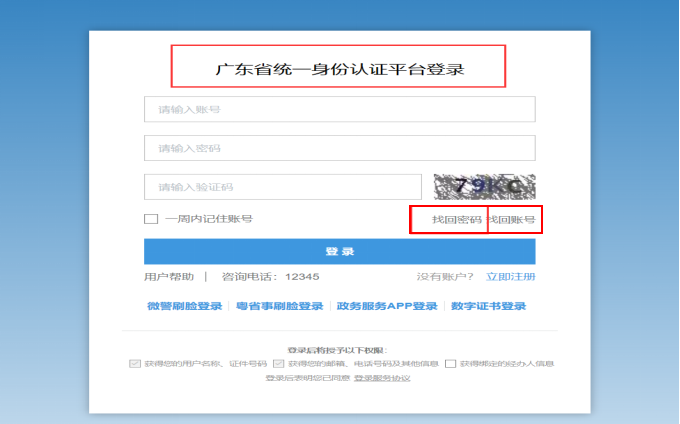 广东省统一身份认证平台登录
请输入账号
请输入密码
请输入验证码 79KC
一周内记住账号 找回密码 找回账号
登录
用户帮助 | 咨询电话：12345 没有账户? 立即注册
微警刷脸登录 粤省事刷脸登录 政务服务APP登录 数字证书登录
登录后将授予以下权限:
获得您的用户名称、证件号码 获得您的邮箱、电话号码及其他信息 获得绑定的经办人信息
登录后表明您已同意 登录服务协议